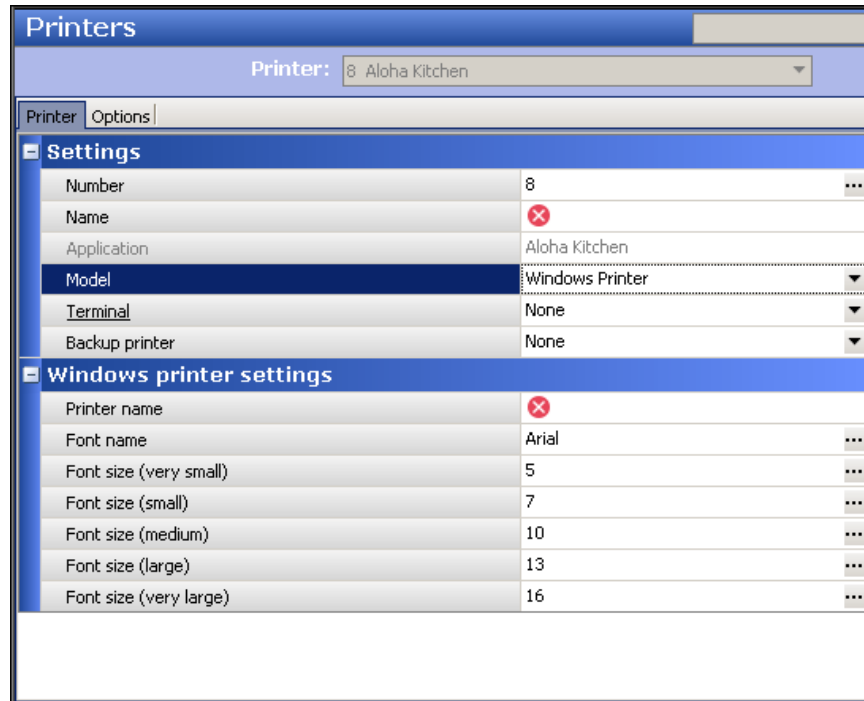 Printers
Printer: 8 Aloha Kitchen
Printer Options
Settings
Number 8 ...
Name
Application Aloha Kitchen
Model Windows Printer
Terminal None
Backup printer None
Windows printer settings
Printer name
Font name Arial ...
Font size (very small) 5 ...
Font size (small) 7 ...
Font size (medium) 10 ...
Font size (large) 13 ...
Font size (very large) 16 ...